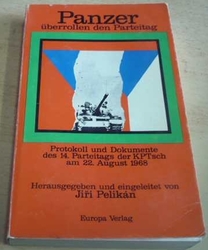 Panzer
überrollen den Parteitag
Protokoll und Dokumente
des 14. Parteitags der KPTsch
am 22. August 1968
Herausgegeben und eingeleitet von
Jiří Pelikán
Europa Verlag